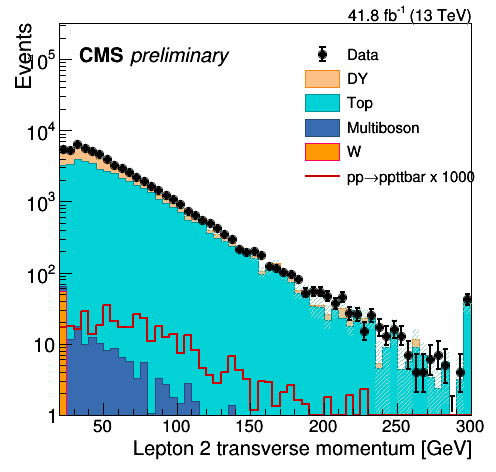 41.8 fb⁻¹ (13 TeV)
Events
CMS preliminary
Data
DY
Top
Multiboson
W
pp→ppttbar x 1000
10⁵
10⁴
10³
10²
10
1
50 100 150 200 250 300
Lepton 2 transverse momentum [GeV]